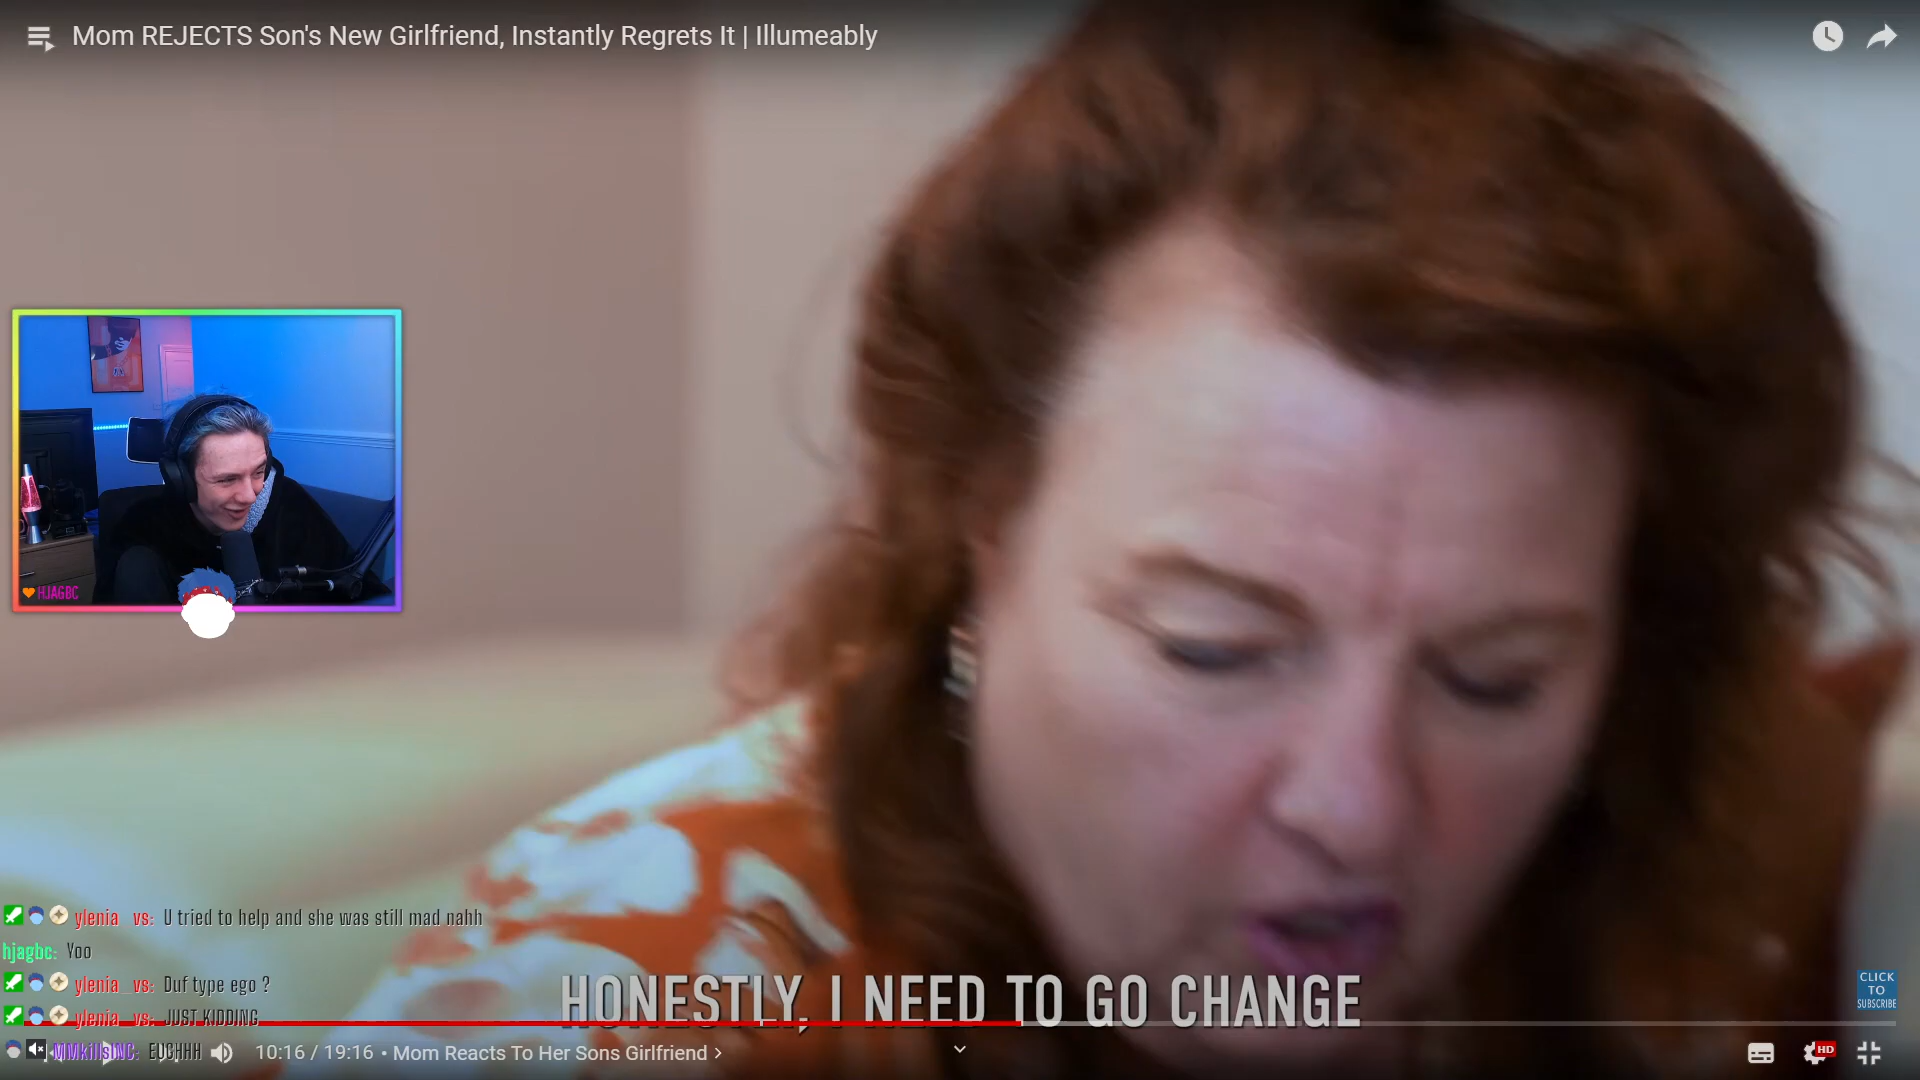 Mom REJECTS Son's New Girlfriend, Instantly Regrets It | Illumeably
HJAGBC
ylenia_vs: U tried to help and she was still mad nahh
hjagbc: Yoo
ylenia_vs: Duf type ego ?
ylenia_vs: JUST KIDDING
MMkillsINC: EUGHHH
HONESTLY, I NEED TO GO CHANGE
CLICK
TO
SUBSCRIBE
10:16 / 19:16 • Mom Reacts To Her Sons Girlfriend >
HD